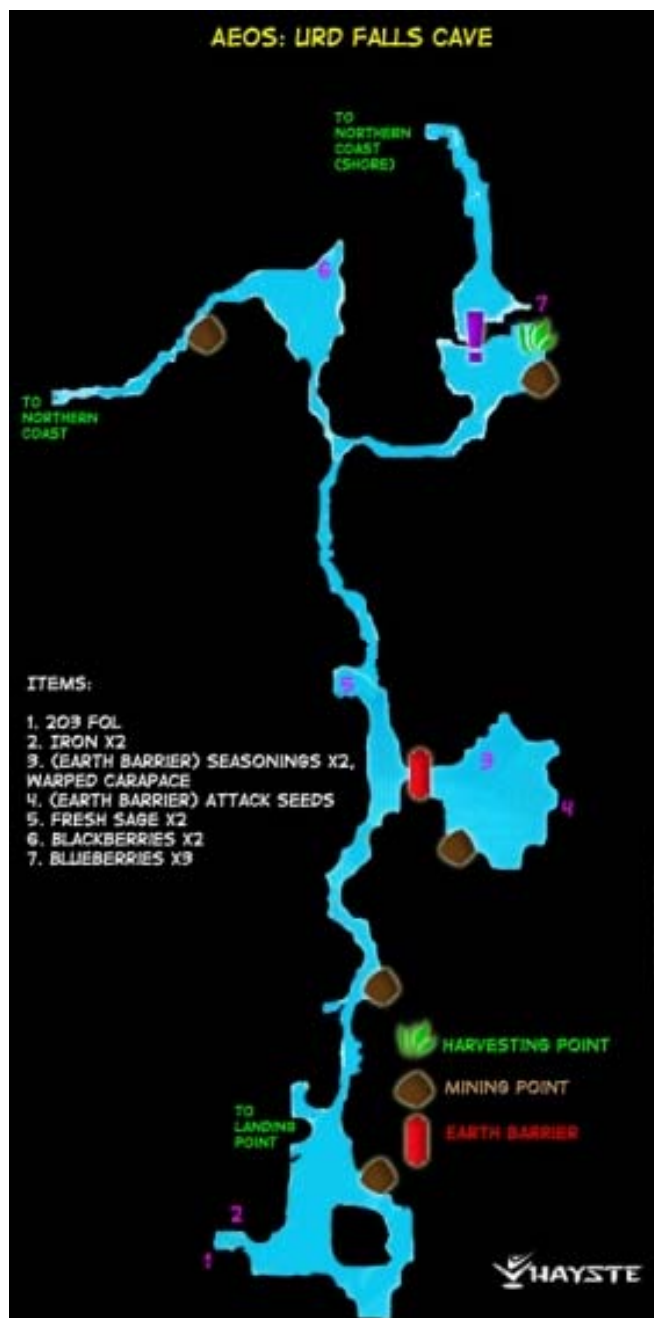 AEOS: URD FALLS CAVE
TO
NORTHERN
COAST
(SHORE)
6
7
TO
NORTHERN
COAST
5
ITEMS:
1. 203 FOL
2. IRON X2
3. (EARTH BARRIER) SEASONINGS X2,
WARPED CARAPACE
4. (EARTH BARRIER) ATTACK SEEDS
5. FRESH SAGE X2
6. BLACKBERRIES X2
7. BLUEBERRIES X3
3
4
HARVESTING POINT
MINING POINT
EARTH BARRIER
TO
LANDING
POINT
2
1
HAYSTE